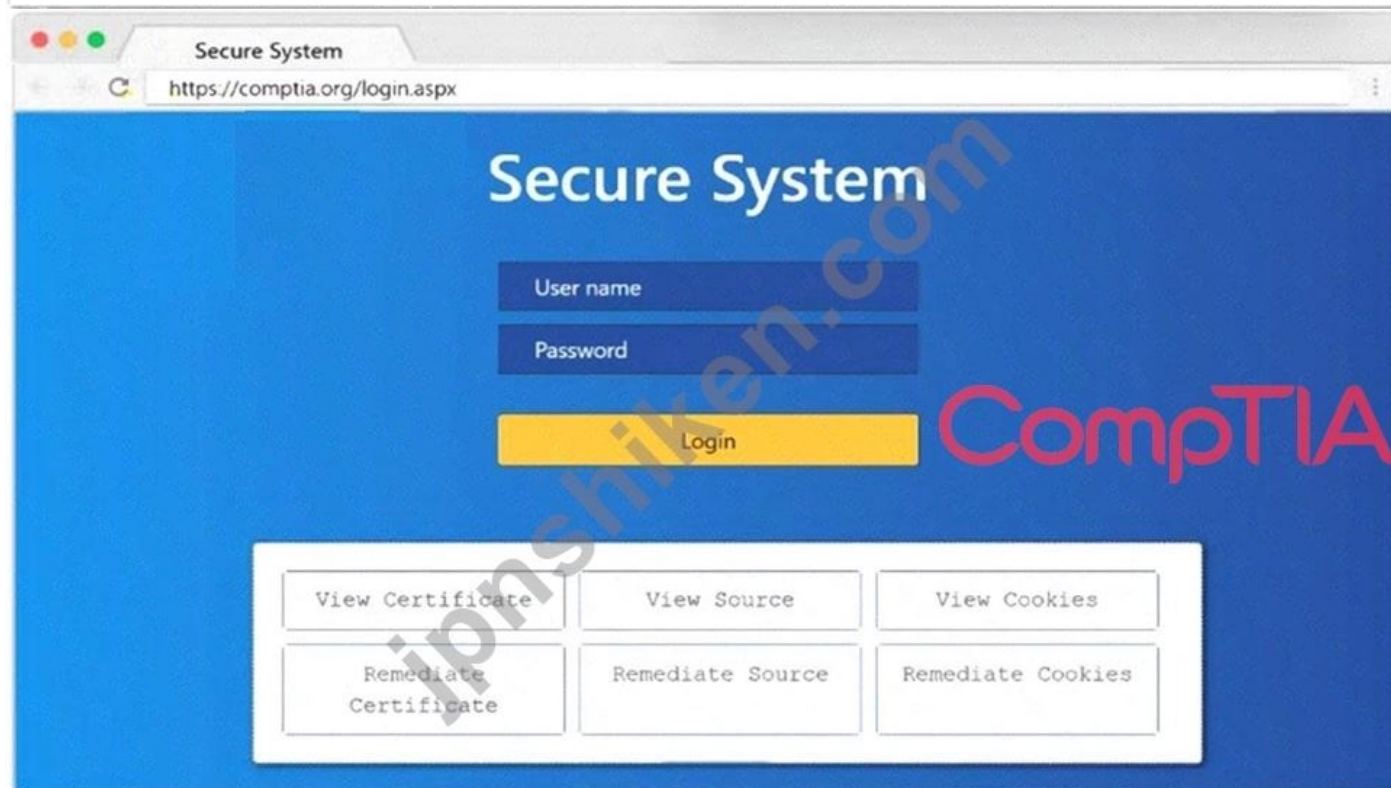 Secure System
https://comptia.org/login.aspx
Secure System
User name
Password
Login
CompTIA
View Certificate
View Source
View Cookies
Remediate
Certificate
Remediate Source
Remediate Cookies
jpnshiken.com